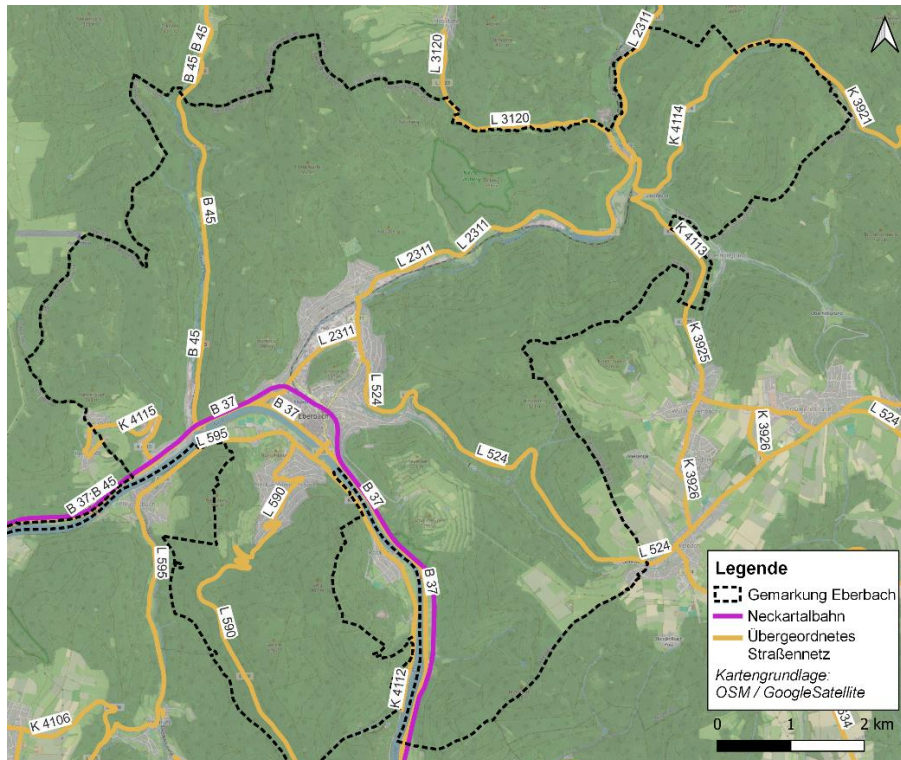 B 45
B 45
L 3120
L 2311
K 3921
L 3120
K 4114
B 45
L 2311
L 2311
K 4113
L 2311
K 3925
B 45
L 524
B 37
B 37
Eberbach
K 4115
L 595
K 3926
L 524
L 524
K 3926
B 37;B 45
L 590
B 37
L 524
L 595
B 37
L 590
K 4112
K 4106
Legende
Gemarkung Eberbach
Neckartalbahn
Übergeordnetes
Straßennetz
Kartengrundlage:
OSM / GoogleSatellite
0 1 2 km